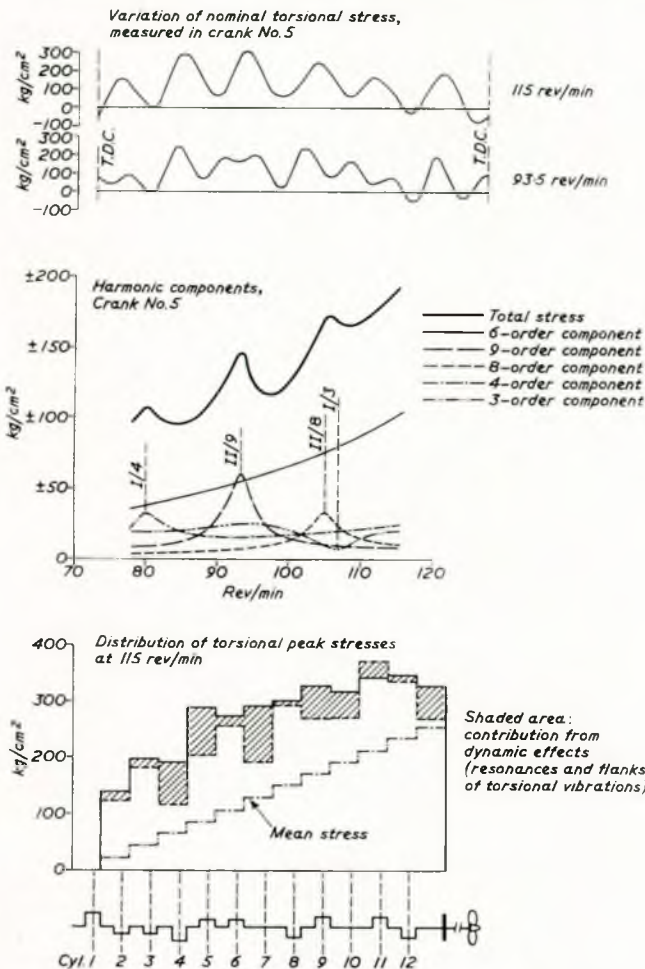 Variation of nominal torsional stress,
measured in crank No.5
kg/cm²
300
200
100
0
-100
T.D.C.
T.D.C.
115 rev/min
kg/cm²
300
200
100
0
-100
93·5 rev/min
±200
Harmonic components,
Crank No.5
±150
±100
±50
0
kg/cm²
I/4
II/9
II/8
I/3
Total stress
6-order component
9-order component
8-order component
4-order component
3-order component
70 80 90 100 110 120
Rev/min
400
Distribution of torsional peak stresses
at 115 rev/min
300
200
100
0
kg/cm²
Mean stress
Shaded area:
contribution from
dynamic effects
(resonances and flanks
of torsional vibrations)
Cyl. 1 2 3 4 5 6 7 8 9 10 11 12